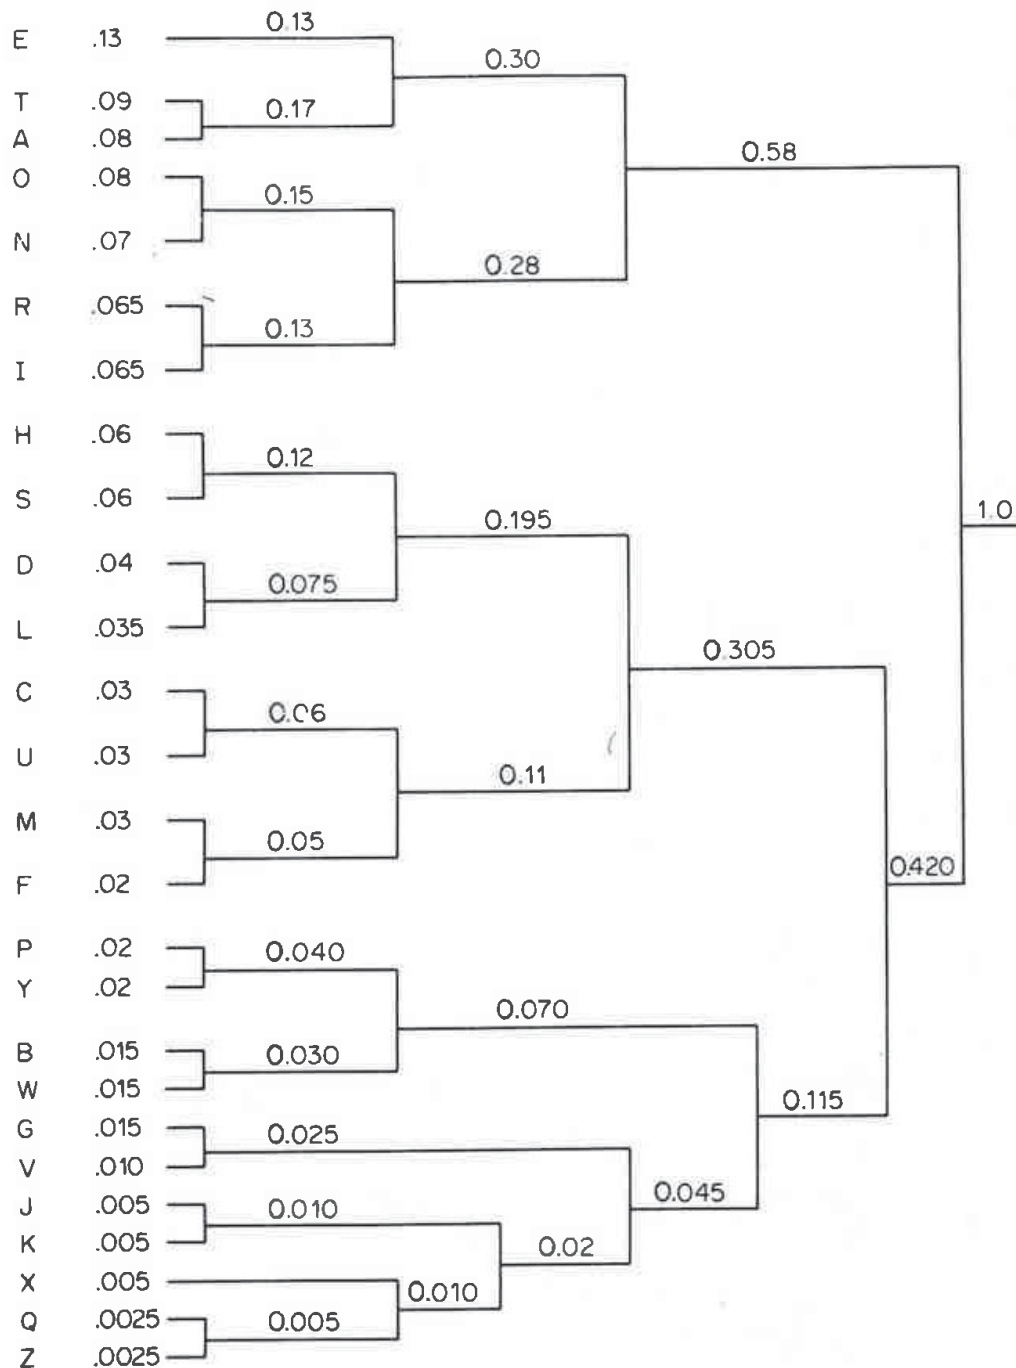 E .13 0.13
0.30
T .09
0.17
A .08
0.58
O .08
0.15
N .07
0.28
R .065
0.13
I .065
H .06
0.12
S .06
0.195
1.0
D .04
0.075
L .035
0.305
C .03
0.06
U .03
0.11
M .03
0.05
F .02
0.420
P .02
0.040
Y .02
0.070
B .015
0.030
W .015
0.115
G .015
0.025
V .010
0.045
J .005
0.010
K .005
0.02
X .005
0.010
Q .0025
0.005
Z .0025